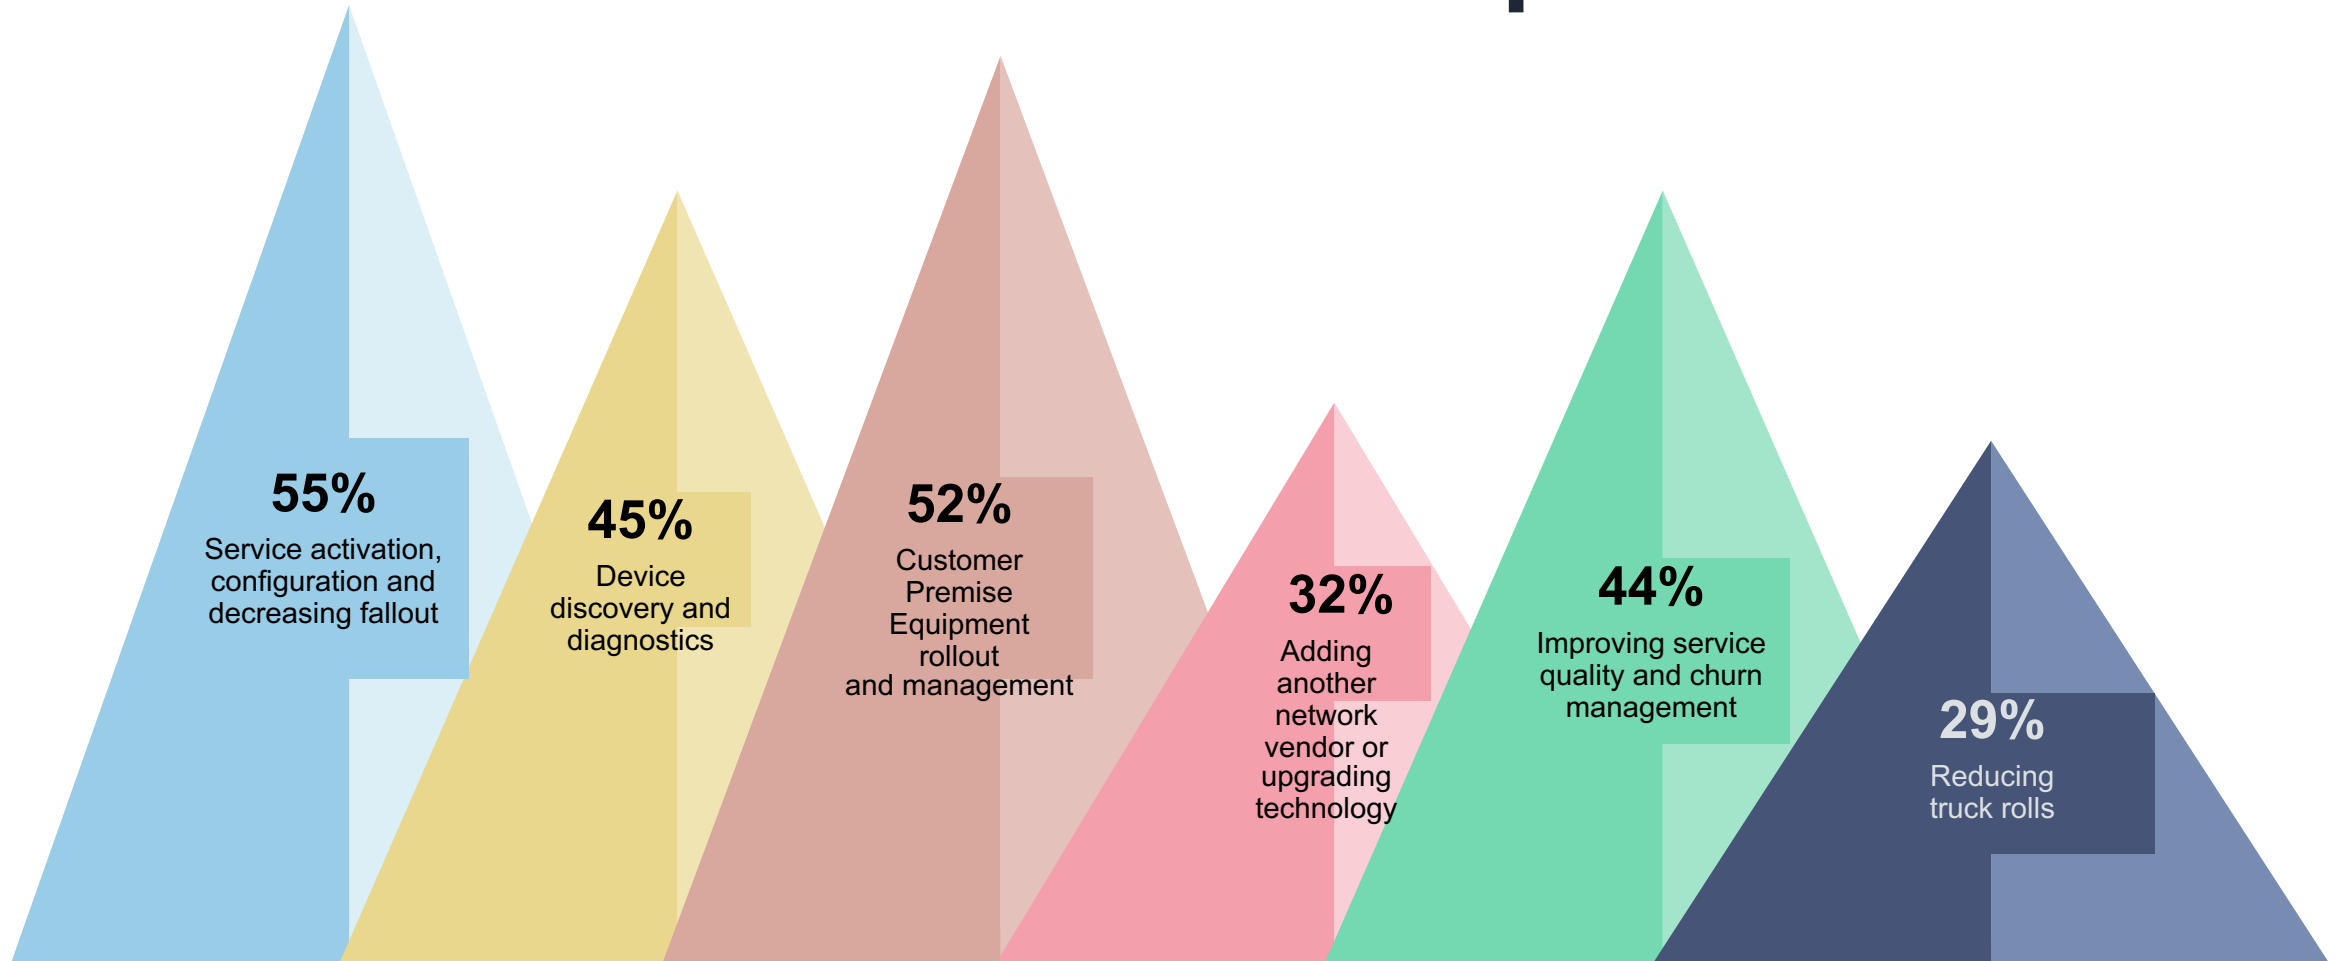 55%
Service activation,
configuration and
decreasing fallout
45%
Device
discovery and
diagnostics
52%
Customer
Premise
Equipment
rollout
and management
32%
Adding
another
network
vendor or
upgrading
technology
44%
Improving service
quality and churn
management
29%
Reducing
truck rolls